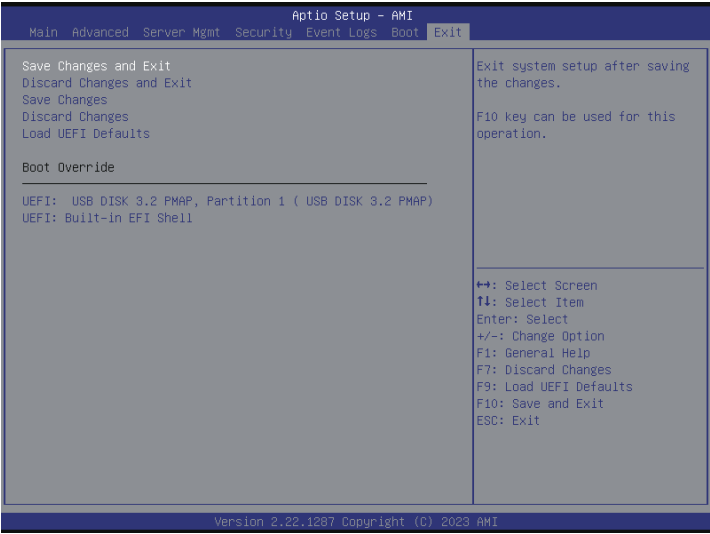 Aptio Setup – AMI
Main Advanced Server Mgmt Security Event Logs Boot Exit
Save Changes and Exit
Discard Changes and Exit
Save Changes
Discard Changes
Load UEFI Defaults
Boot Override
UEFI: USB DISK 3.2 PMAP, Partition 1 ( USB DISK 3.2 PMAP)
UEFI: Built-in EFI Shell
Exit system setup after saving
the changes.
F10 key can be used for this
operation.
↔: Select Screen
↑↓: Select Item
Enter: Select
+/-: Change Option
F1: General Help
F7: Discard Changes
F9: Load UEFI Defaults
F10: Save and Exit
ESC: Exit
Version 2.22.1287 Copyright (C) 2023 AMI